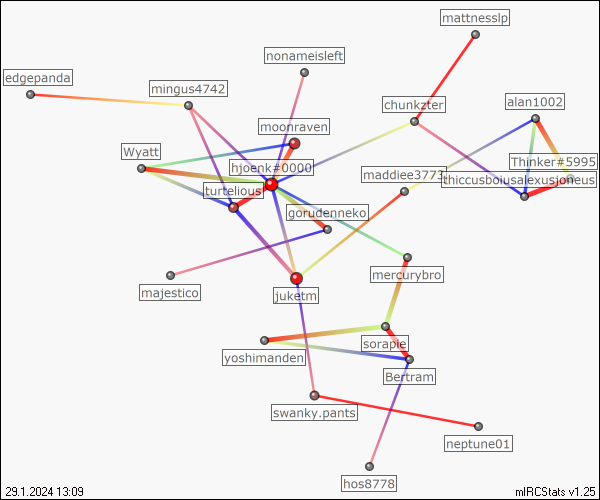 mattnesslp
nonameisleft
edgepanda
mingus4742
chunkzter
alan1002
moonraven
Wyatt
Thinker#5995
hjoenk#0000
maddiee3773
thiccusbousalexusjoneus
turtelious
gorudenneko
mercurybro
majestico
juketm
sorapie
yoshimanden
Bertram
swanky.pants
neptune01
hos8778
29.1.2024 13:09
mIRCStats v1.25